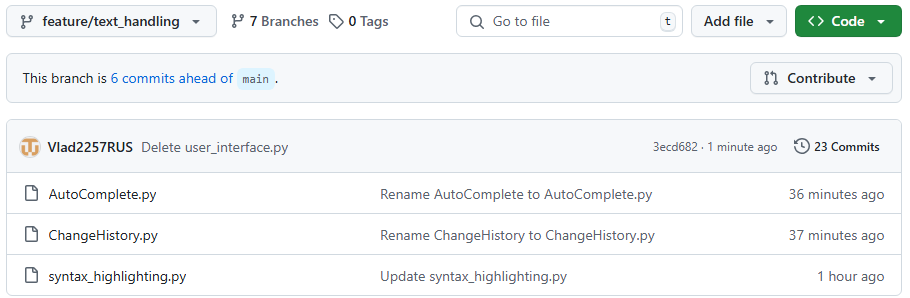 feature/text_handling 7 Branches 0 Tags Go to file t Add file Code
This branch is 6 commits ahead of main. Contribute
Vlad2257RUS Delete user_interface.py 3ecd682 · 1 minute ago 23 Commits
AutoComplete.py Rename AutoComplete to AutoComplete.py 36 minutes ago
ChangeHistory.py Rename ChangeHistory to ChangeHistory.py 37 minutes ago
syntax_highlighting.py Update syntax_highlighting.py 1 hour ago